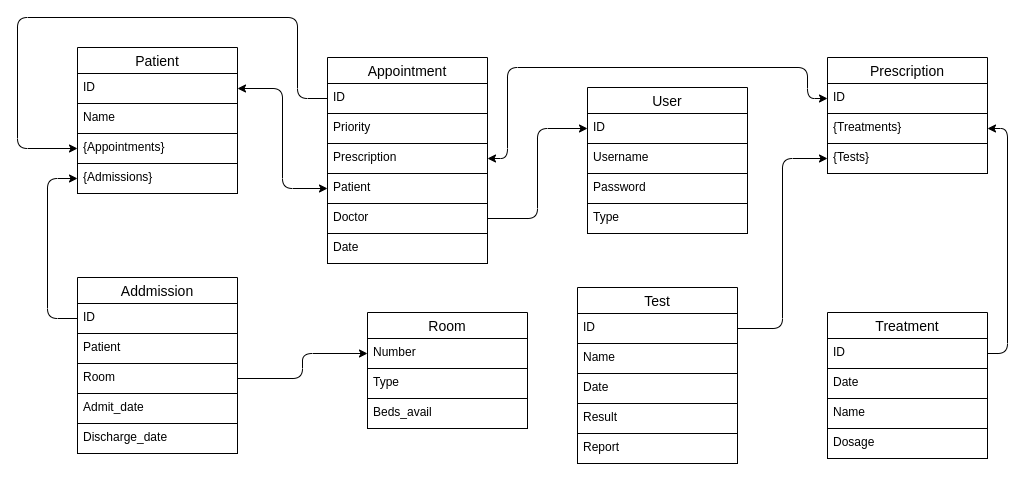 Patient
ID
Name
{Appointments}
{Admissions}
Appointment
ID
Priority
Prescription
Patient
Doctor
Date
User
ID
Username
Password
Type
Prescription
ID
{Treatments}
{Tests}
Addmission
ID
Patient
Room
Admit_date
Discharge_date
Room
Number
Type
Beds_avail
Test
ID
Name
Date
Result
Report
Treatment
ID
Date
Name
Dosage